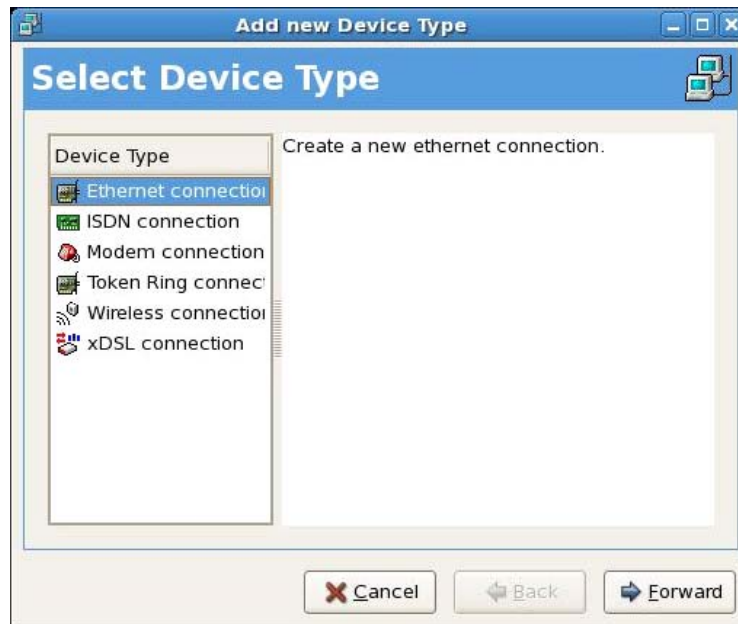 Add new Device Type
Select Device Type
Device Type
Ethernet connectio
ISDN connection
Modem connection
Token Ring connec
Wireless connectio
xDSL connection
Create a new ethernet connection.
Cancel
Back
Forward